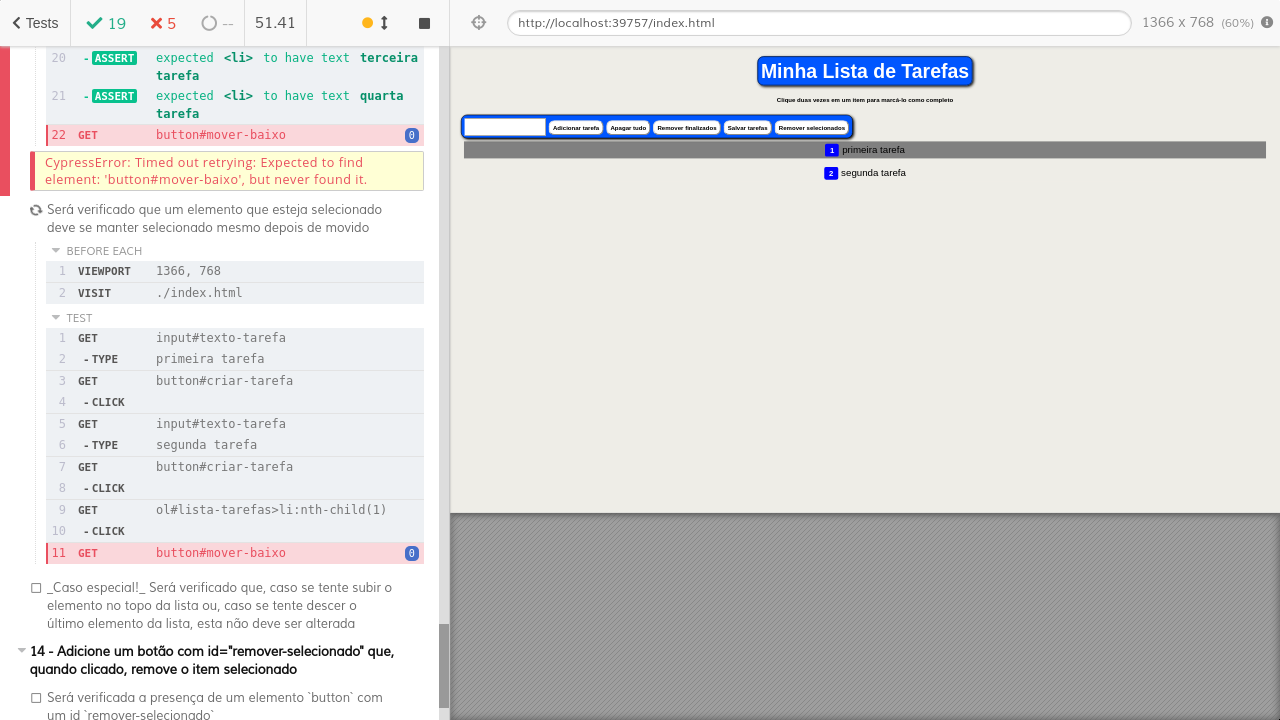 Tests
19
5
--
51.41
http://localhost:39757/index.html
1366 x 768 (60%)
20 - ASSERT expected <li> to have text terceira
tarefa
21 - ASSERT expected <li> to have text quarta
tarefa
22 GET button#mover-baixo 0
CypressError: Timed out retrying: Expected to find
element: 'button#mover-baixo', but never found it.
Será verificado que um elemento que esteja selecionado
deve se manter selecionado mesmo depois de movido
BEFORE EACH
1 VIEWPORT 1366, 768
2 VISIT ./index.html
TEST
1 GET input#texto-tarefa
2 - TYPE primeira tarefa
3 GET button#criar-tarefa
4 - CLICK
5 GET input#texto-tarefa
6 - TYPE segunda tarefa
7 GET button#criar-tarefa
8 - CLICK
9 GET ol#lista-tarefas>li:nth-child(1)
10 - CLICK
11 GET button#mover-baixo 0
_Caso especial!_ Será verificado que, caso se tente subir o
elemento no topo da lista ou, caso se tente descer o
último elemento da lista, esta não deve ser alterada
14 - Adicione um botão com id="remover-selecionado" que,
quando clicado, remove o item selecionado
Será verificada a presença de um elemento `button` com
um id `remover-selecionado`
Minha Lista de Tarefas
Clique duas vezes em um item para marcá-lo como completo
Adicionar tarefa Apagar tudo Remover finalizados Salvar tarefas Remover selecionados
1 primeira tarefa
2 segunda tarefa